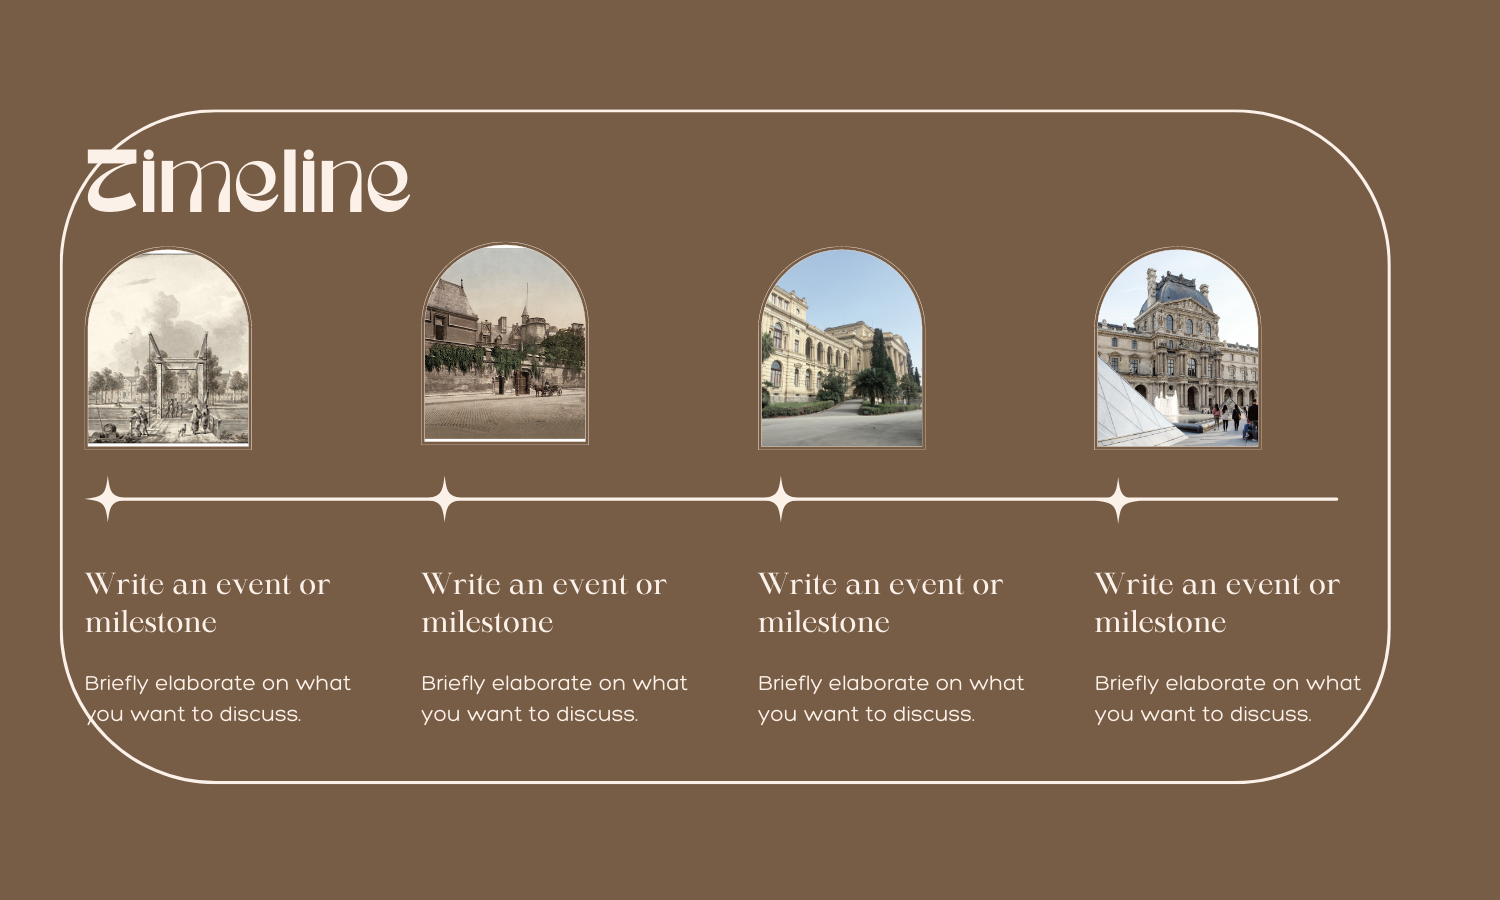 Timeline
Write an event or
milestone
Briefly elaborate on what
you want to discuss.
Write an event or
milestone
Briefly elaborate on what
you want to discuss.
Write an event or
milestone
Briefly elaborate on what
you want to discuss.
Write an event or
milestone
Briefly elaborate on what
you want to discuss.